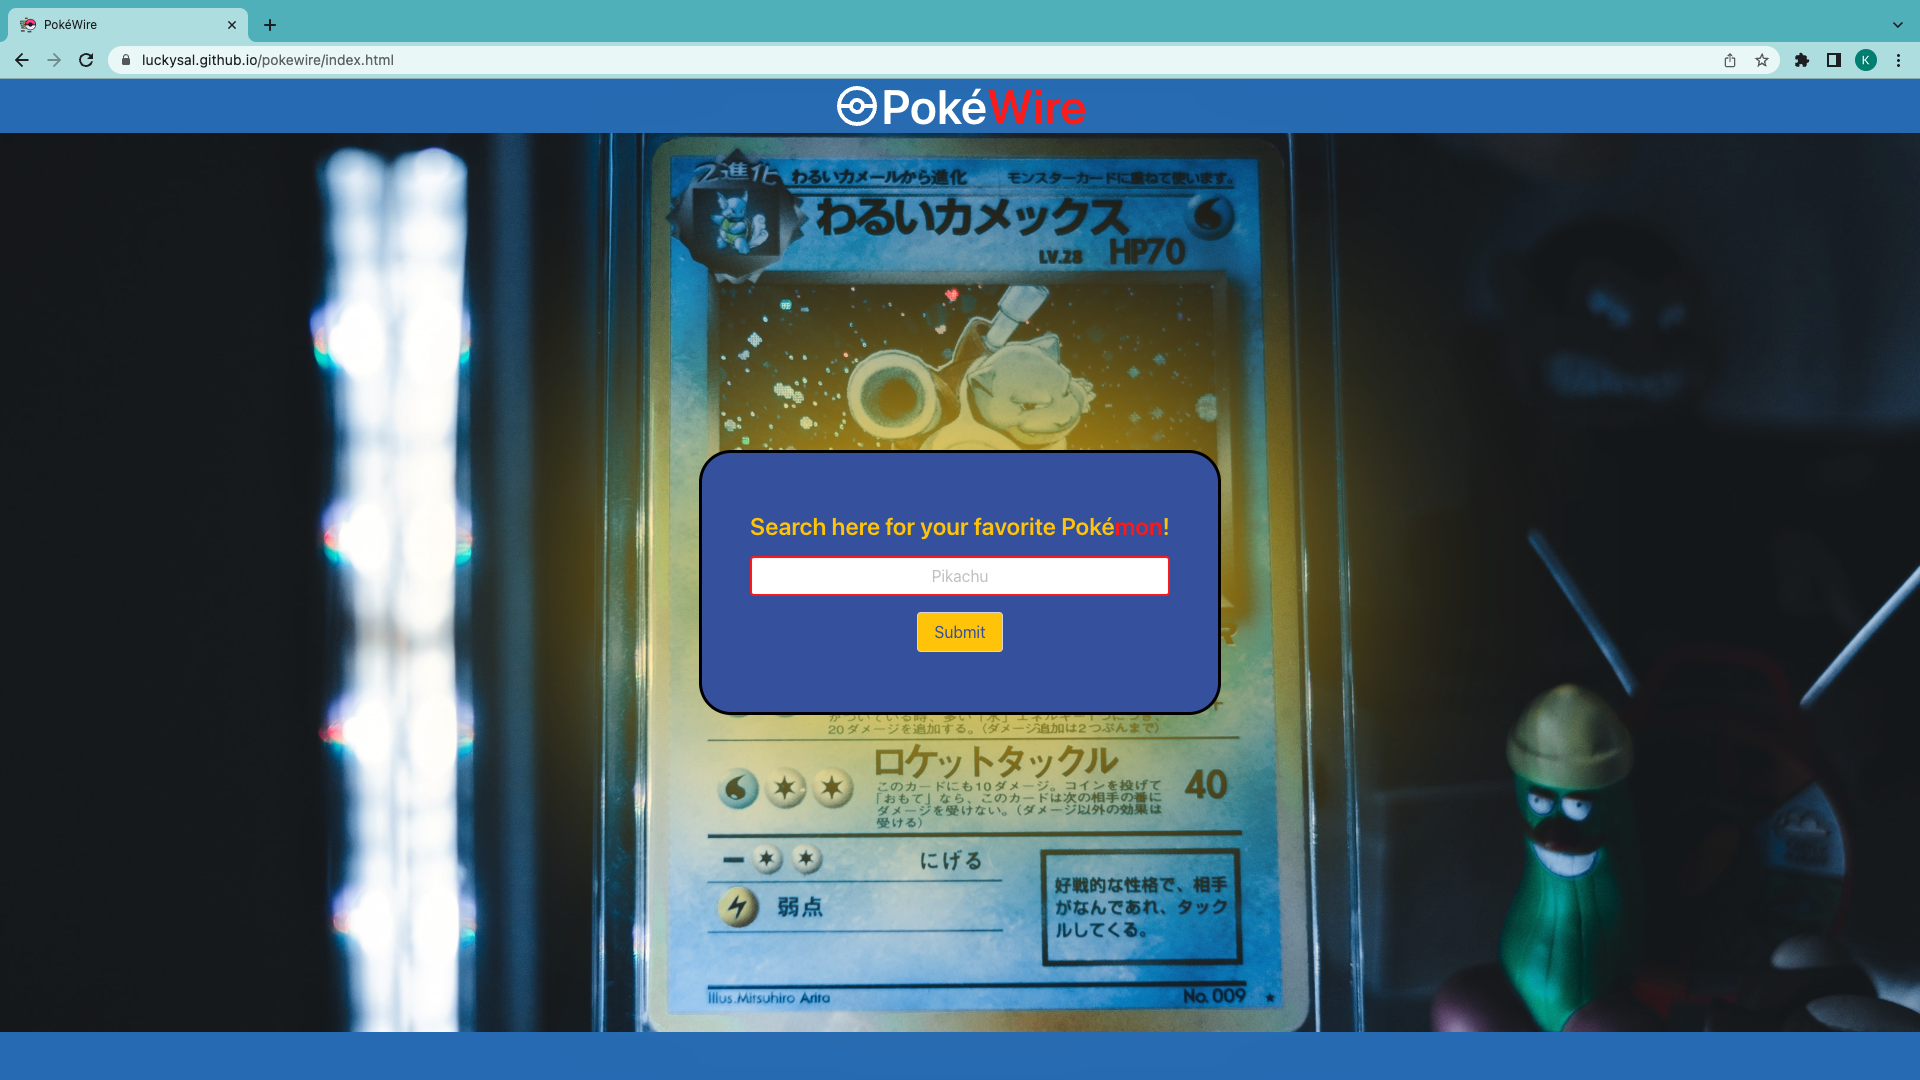 PokéWire
luckysal.github.io/pokewire/index.html
K
PokéWire
2進化
わるいカメールから進化
モンスターカードに重ねて使います。
わるいカメックス
LV.28 HP70
Search here for your favorite Pokémon!
Pikachu
Submit
20ダメージを追加する。(ダメージ追加は2つぶんまで)
ロケットタックル
40
このカードにも10ダメージ。コインを投げて
「おもて」なら、このカードは次の相手の番に
ダメージを受けない。(ダメージ以外の効果は
受ける)
にげる
弱点
好戦的な性格で、相手
がなんであれ、タック
ルしてくる。
Illus. Mitsuhiro Arita
No. 009